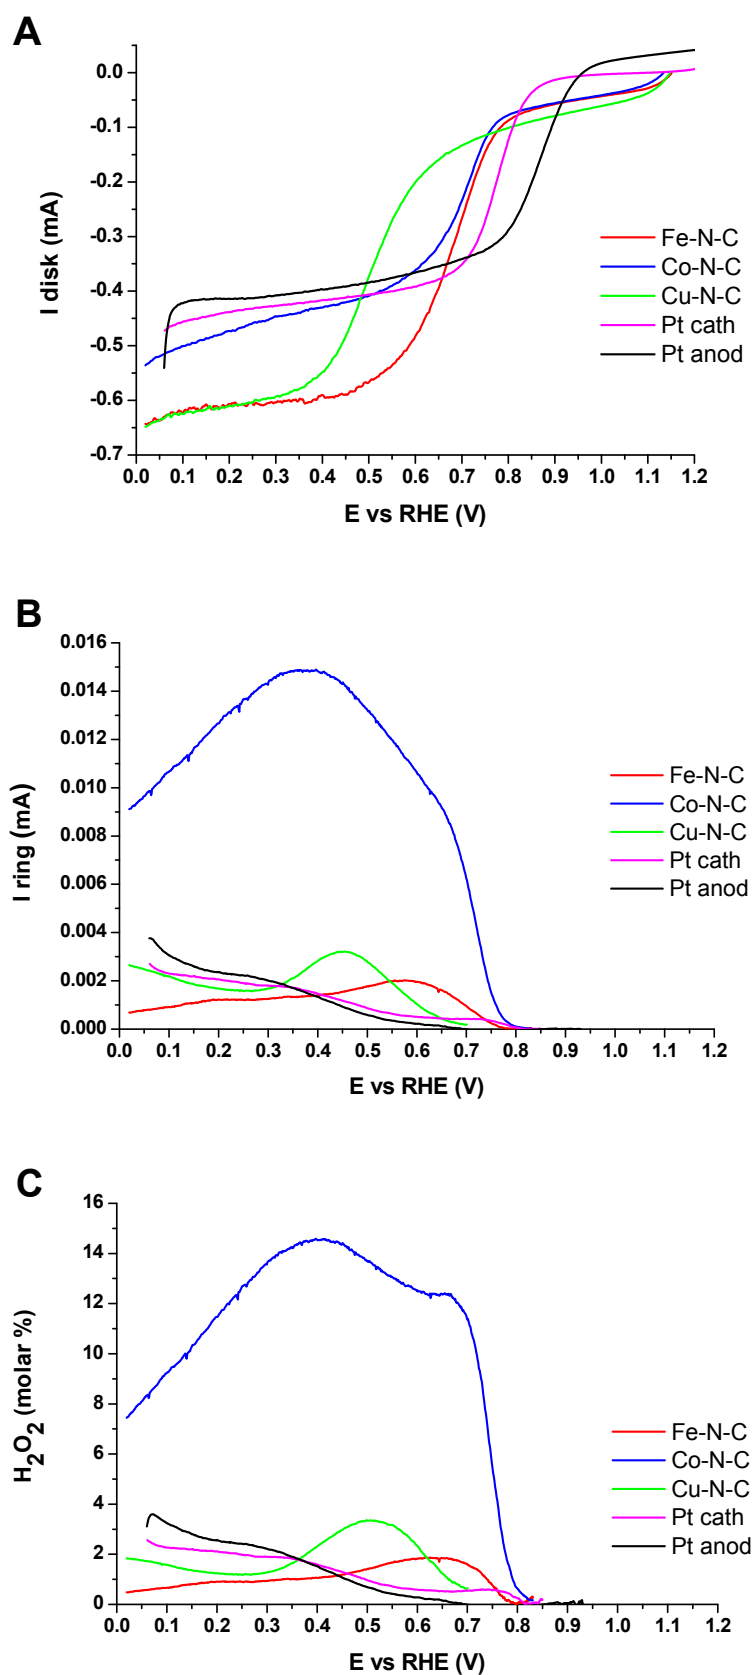 A
0.0
-0.1
-0.2
-0.3
-0.4
-0.5
-0.6
-0.7
I disk (mA)
Fe-N-C
Co-N-C
Cu-N-C
Pt cath
Pt anod
0.0 0.1 0.2 0.3 0.4 0.5 0.6 0.7 0.8 0.9 1.0 1.1 1.2
E vs RHE (V)
B
0.016
0.014
0.012
0.010
0.008
0.006
0.004
0.002
0.000
I ring (mA)
Fe-N-C
Co-N-C
Cu-N-C
Pt cath
Pt anod
0.0 0.1 0.2 0.3 0.4 0.5 0.6 0.7 0.8 0.9 1.0 1.1 1.2
E vs RHE (V)
C
16
14
12
10
8
6
4
2
0
H2O2 (molar %)
Fe-N-C
Co-N-C
Cu-N-C
Pt cath
Pt anod
0.0 0.1 0.2 0.3 0.4 0.5 0.6 0.7 0.8 0.9 1.0 1.1 1.2
E vs RHE (V)